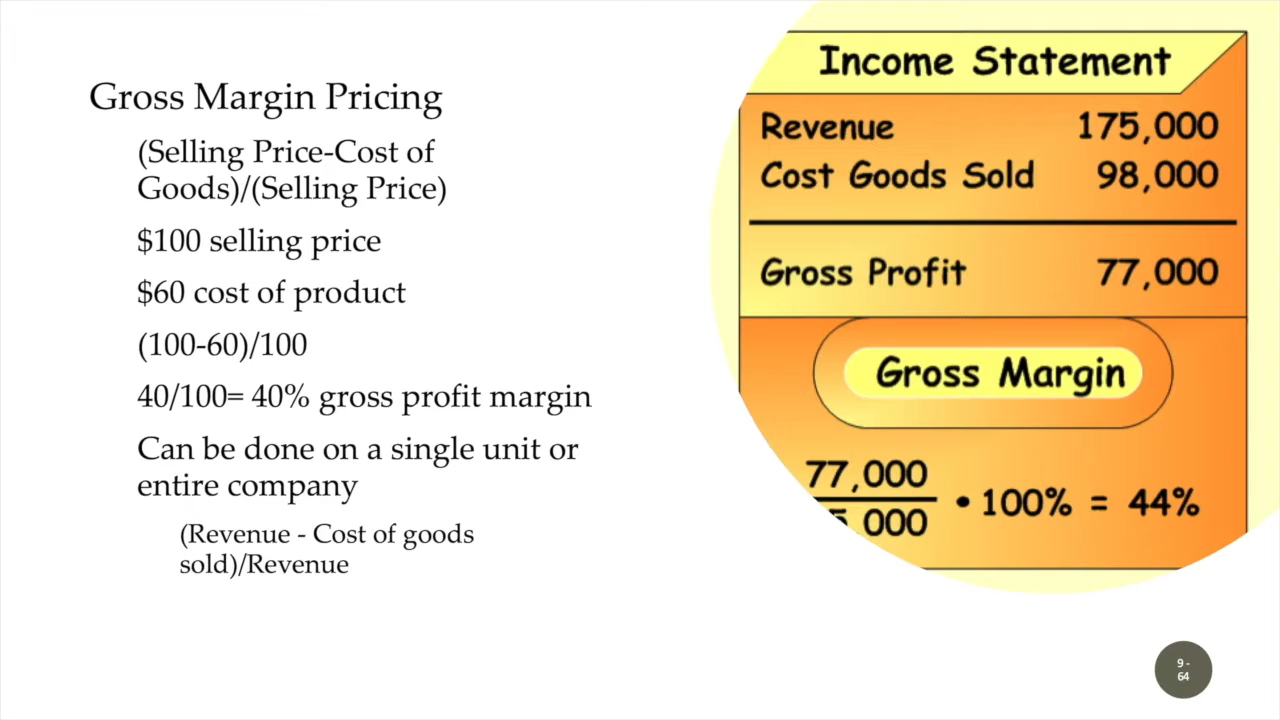 Gross Margin Pricing
(Selling Price-Cost of
Goods)/(Selling Price)
$100 selling price
$60 cost of product
(100-60)/100
40/100= 40% gross profit margin
Can be done on a single unit or
entire company
(Revenue - Cost of goods
sold)/Revenue
Income Statement
Revenue 175,000
Cost Goods Sold 98,000
Gross Profit 77,000
Gross Margin
77,000
5 000
• 100% = 44%
9 -
64